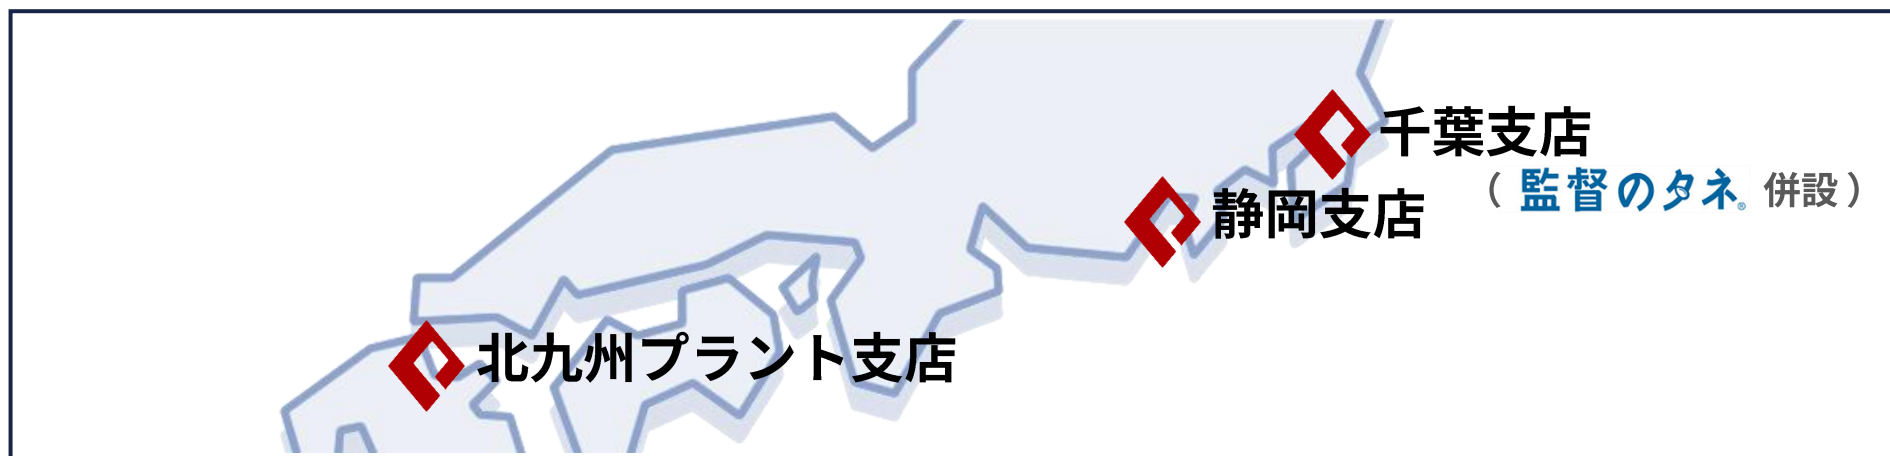 千葉支店
（監督のタネ® 併設）
静岡支店
北九州プラント支店